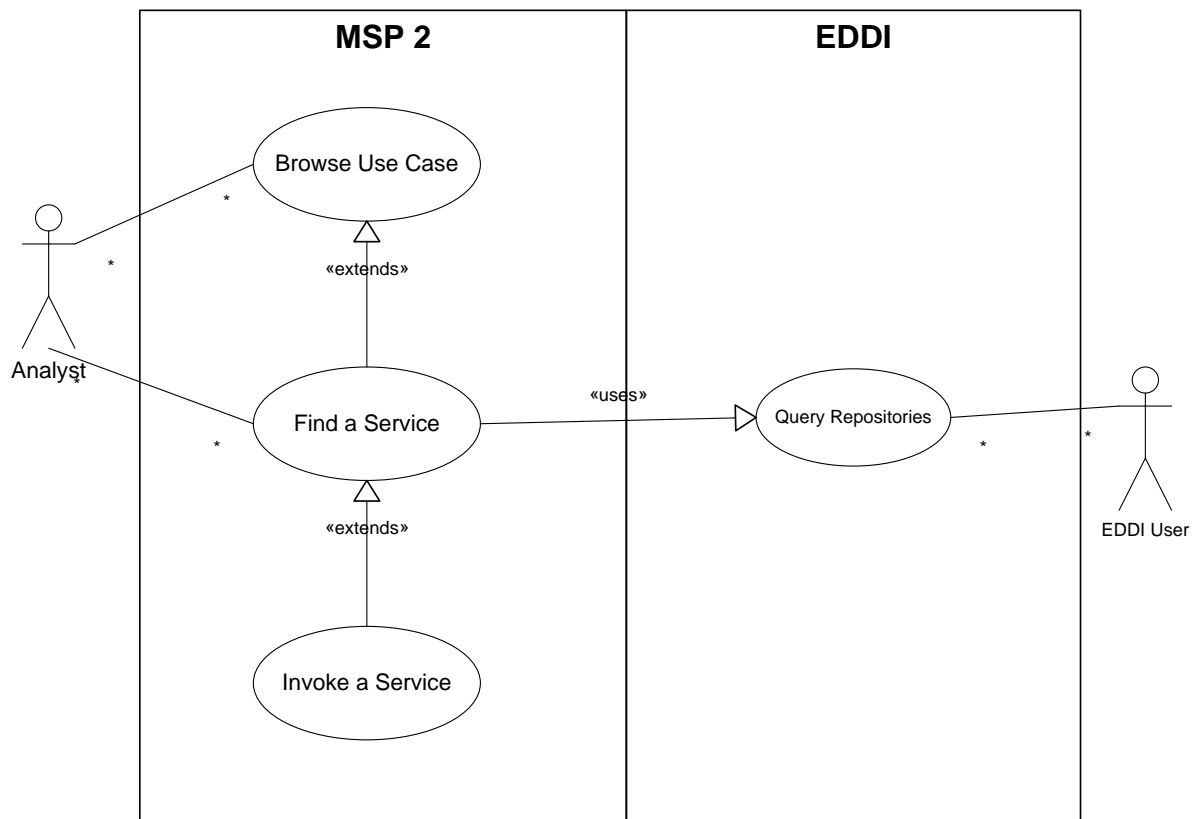 MSP 2
EDDI
Browse Use Case
*
*
«extends»
Analyst
*
«uses»
Find a Service
Query Repositories
*
*
*
«extends»
EDDI User
Invoke a Service